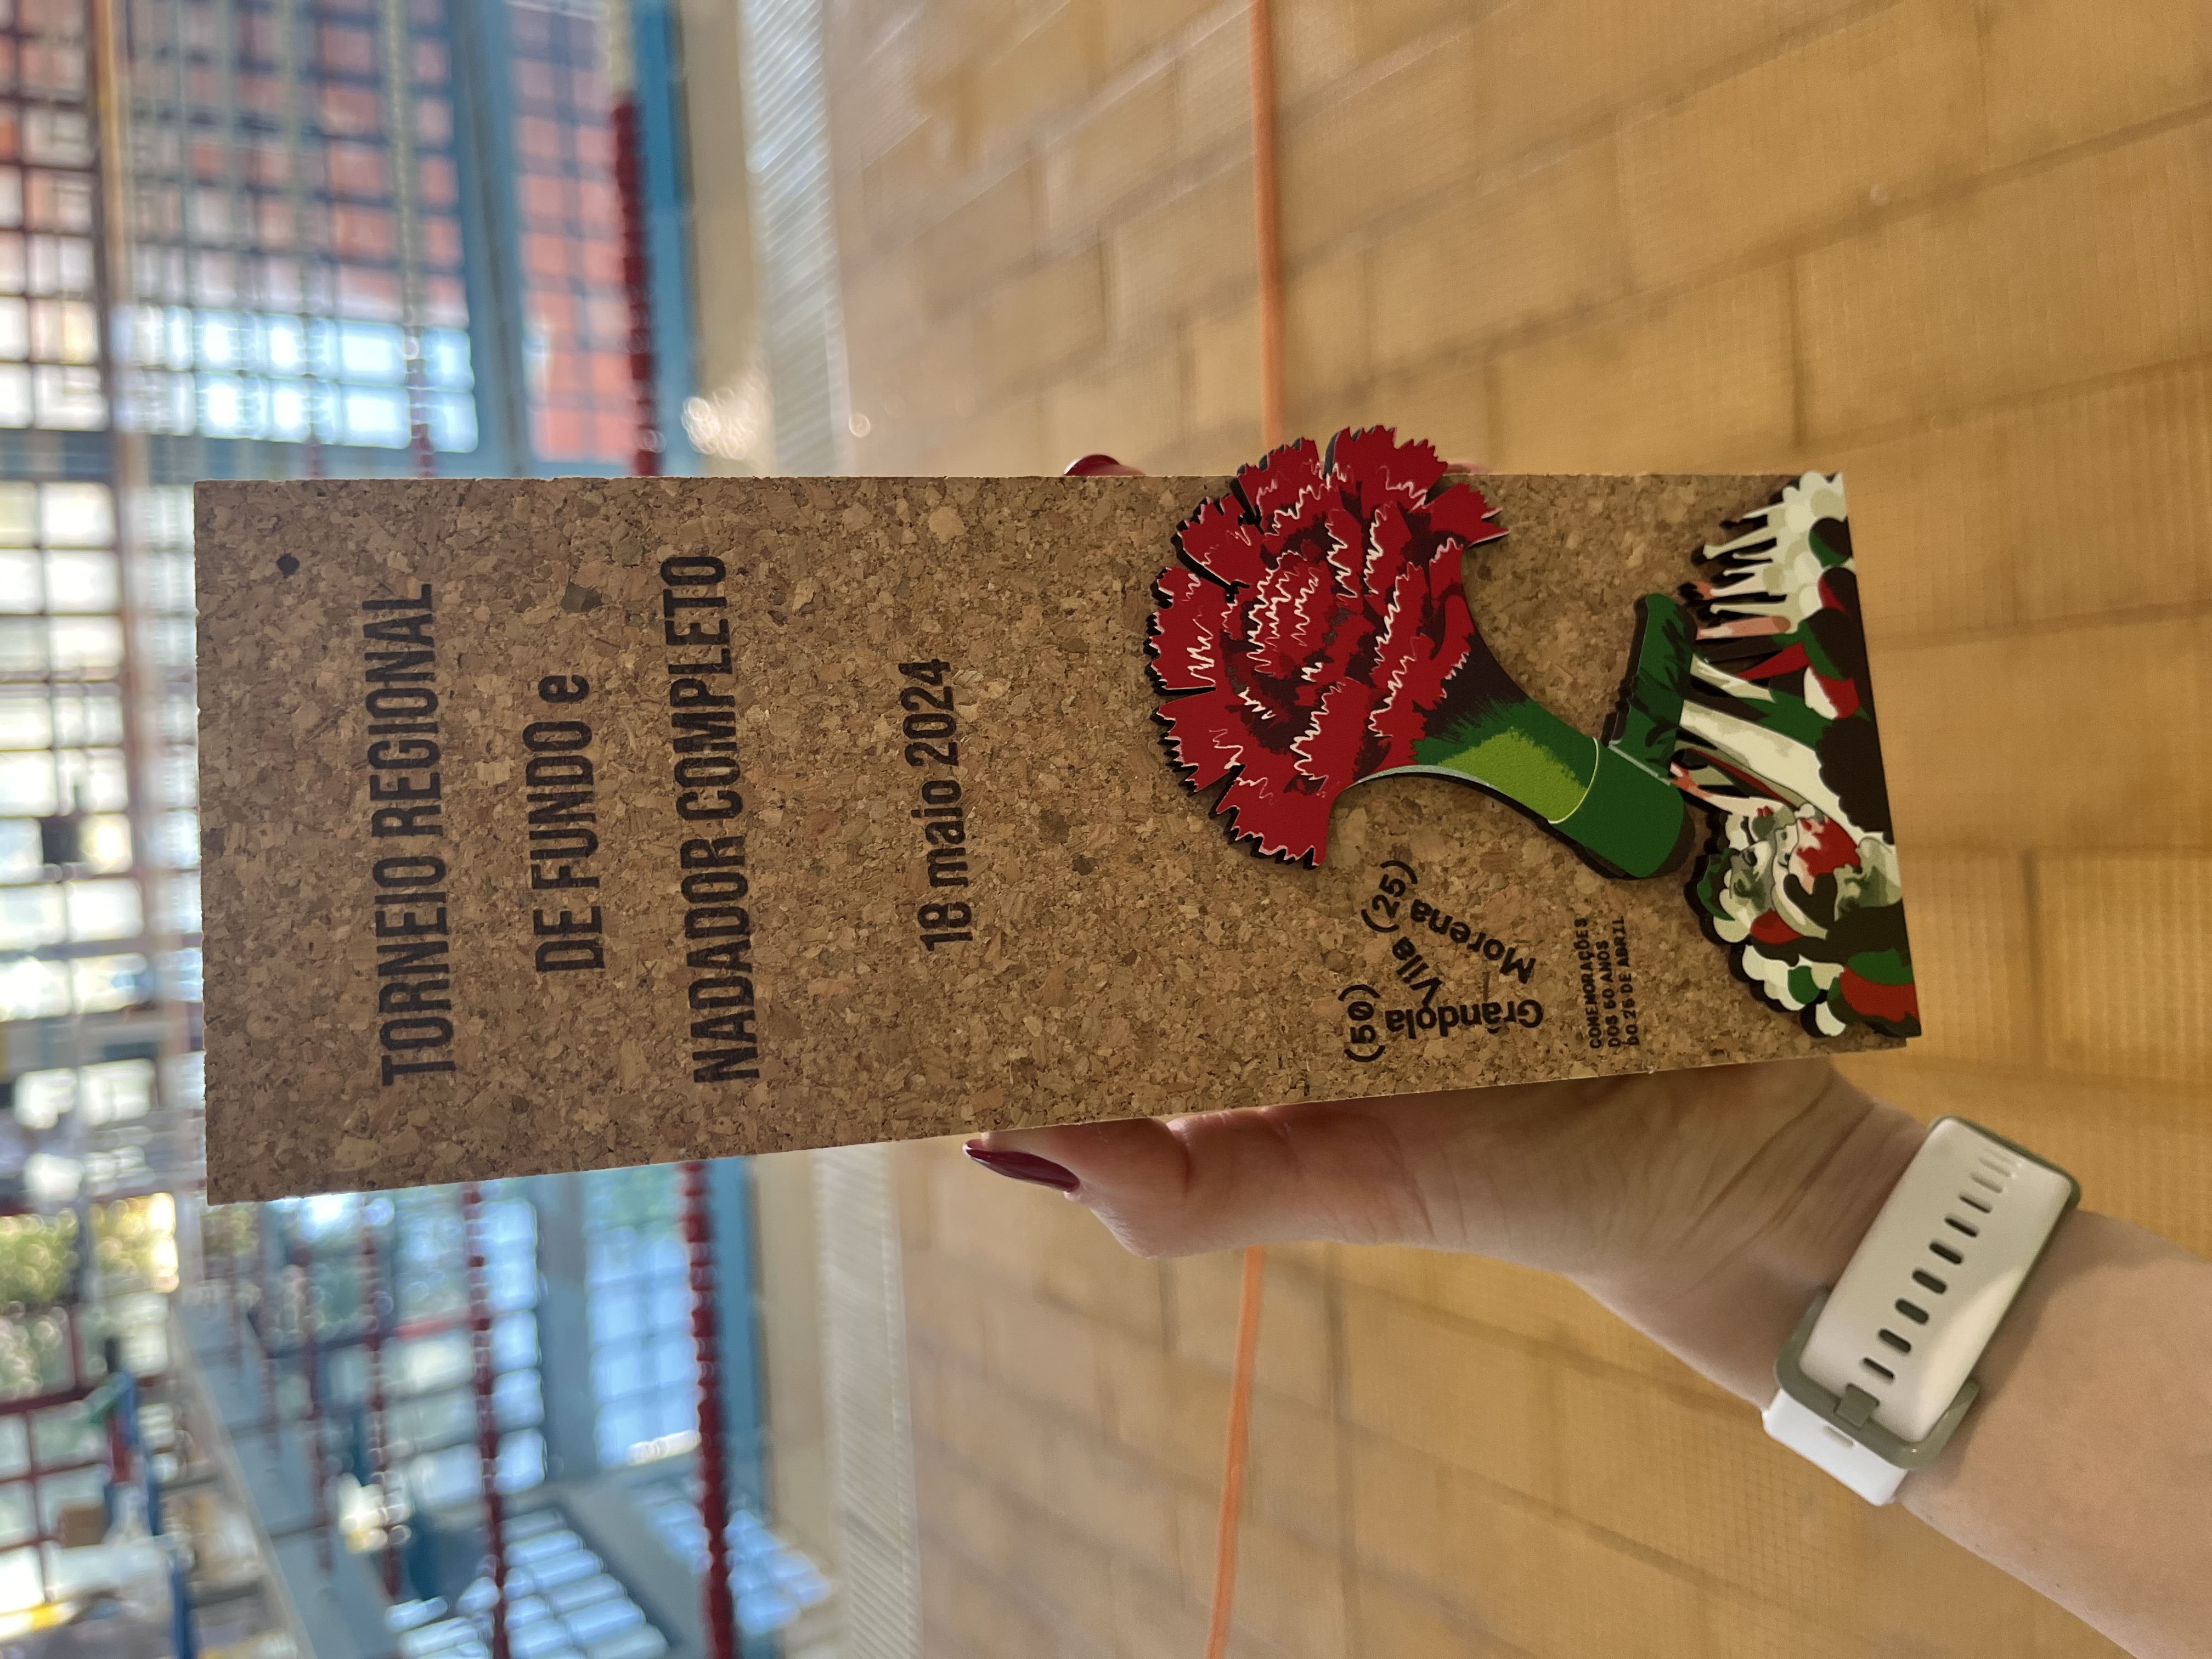 TORNEIO REGIONAL
DE FUNDO e
NADADOR COMPLETO
18 maio 2024
(50) Vila (25)
Grândola Morena
COMEMORAÇÕES
DOS 50 ANOS
DO 25 DE ABRIL